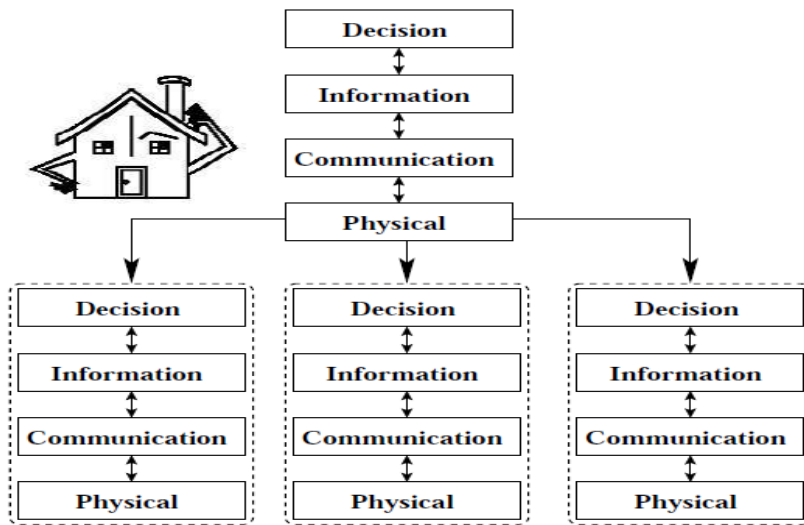 Decision
Information
Communication
Physical
Decision Decision Decision
Information Information Information
Communication Communication Communication
Physical Physical Physical